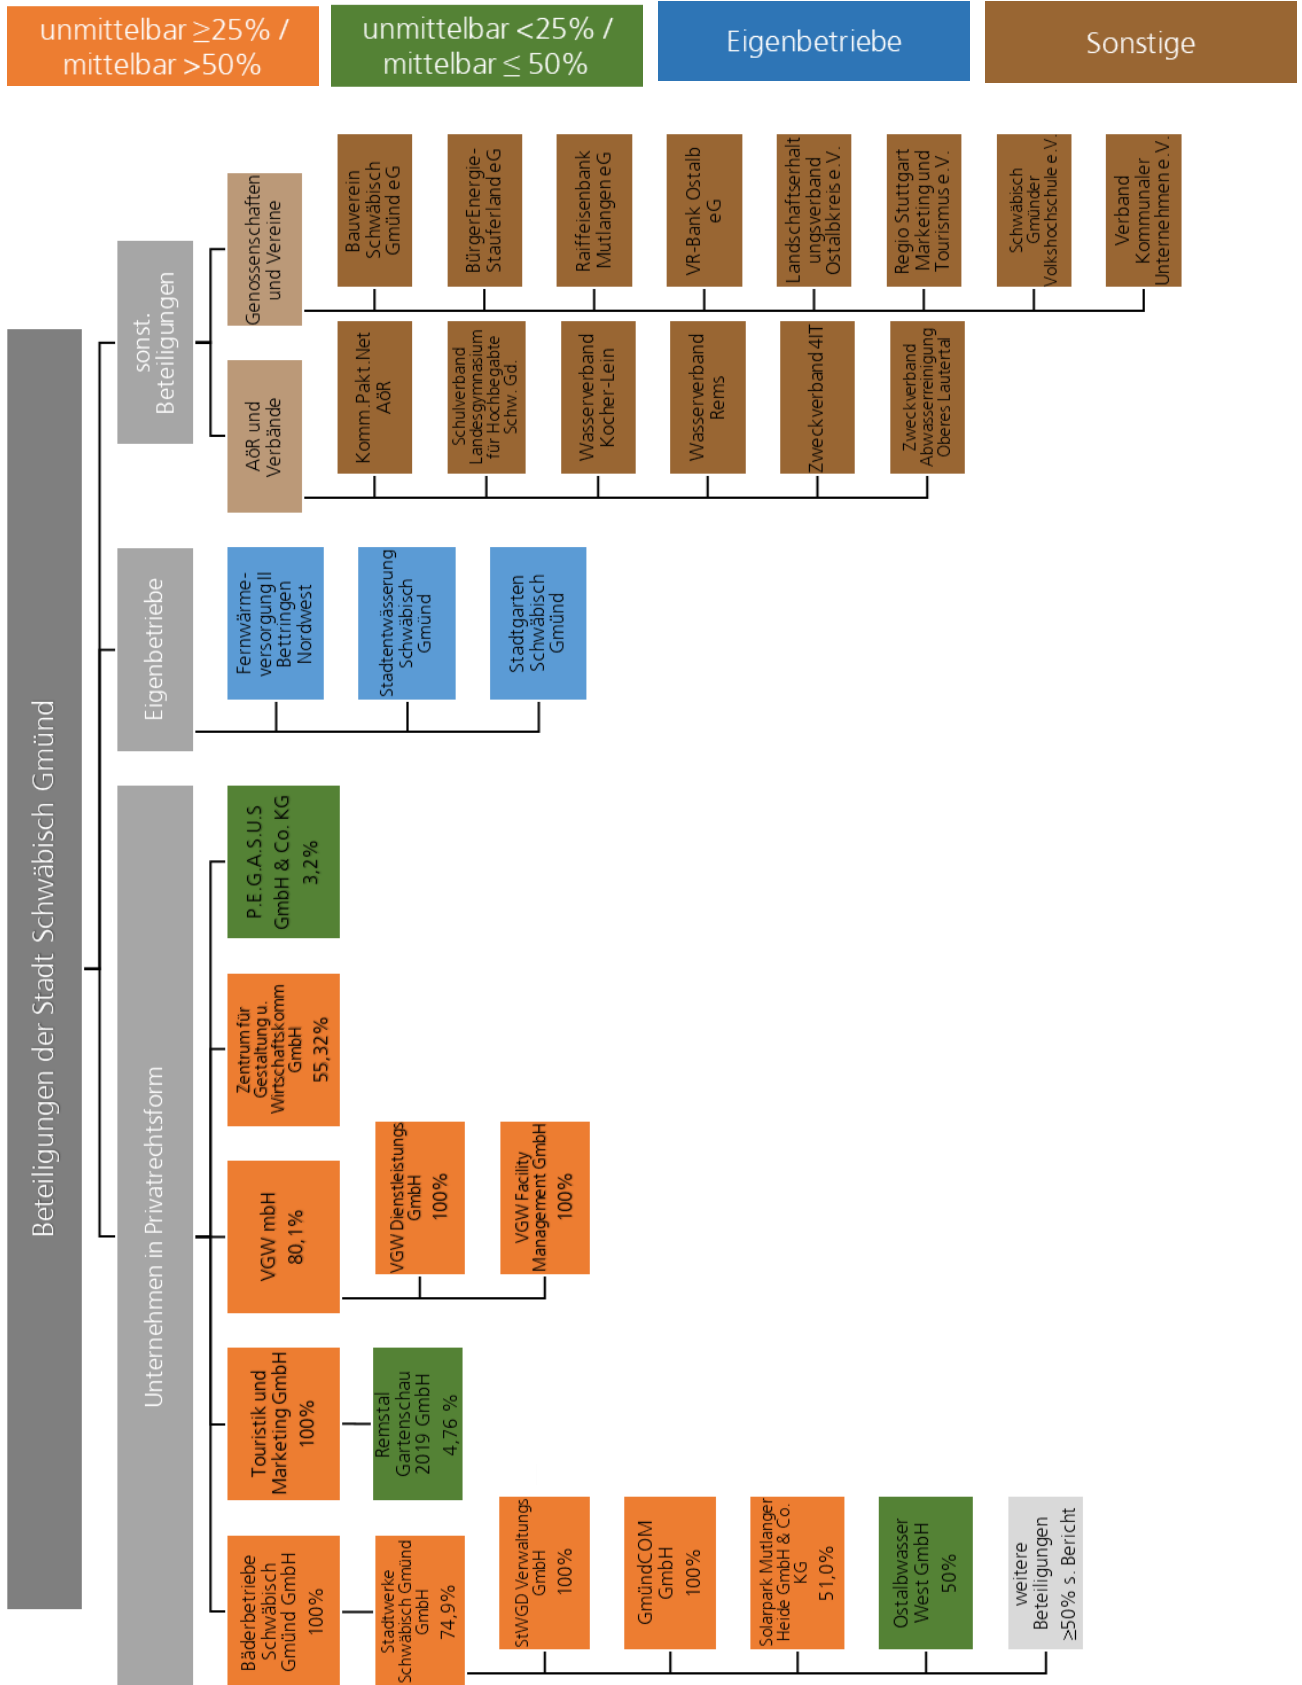 unmittelbar ≥25% /
mittelbar >50%
unmittelbar <25% /
mittelbar ≤ 50%
Eigenbetriebe
Sonstige
Beteiligungen der Stadt Schwäbisch Gmünd
Unternehmen in Privatrechtsform
Eigenbetriebe
sonst.
Beteiligungen
Bäderbetriebe
Schwäbisch
Gmünd GmbH
100%
Stadtwerke
Schwäbisch Gmünd
GmbH
74,9%
StWGD Verwaltungs
GmbH
100%
GmündCOM
GmbH
100%
Solarpark Mutlanger
Heide GmbH & Co.
KG
51,0%
Ostalbwasser
West GmbH
50%
weitere
Beteiligungen
≥50% s. Bericht
Touristik und
Marketing GmbH
100%
Remstal
Gartenschau
2019 GmbH
4,76 %
VGW mbH
80,1%
VGW Dienstleistungs
GmbH
100%
VGW Facility
Management GmbH
100%
Zentrum für
Gestaltung u.
Wirtschaftskomm
GmbH
55,32%
P.E.G.A.S.U.S
GmbH & Co. KG
3,2%
Fernwärme-
versorgung II
Bettringen
Nordwest
Stadtentwässerung
Schwäbisch
Gmünd
Stadtgarten
Schwäbisch
Gmünd
AöR und
Verbände
Komm.Pakt.Net
AöR
Schulverband
Landesgymnasium
für Hochbegabte
Schw. Gd.
Wasserverband
Kocher-Lein
Wasserverband
Rems
Zweckverband 4IT
Zweckverband
Abwasserreinigung
Oberes Lautertal
Genossenschaften
und Vereine
Bauverein
Schwäbisch
Gmünd eG
BürgerEnergie-
Stauferland eG
Raiffeisenbank
Mutlangen eG
VR-Bank Ostalb
eG
Landschaftserhalt
ungsverband
Ostalbkreis e.V.
Regio Stuttgart
Marketing und
Tourismus e.V.
Schwäbisch
Gmünder
Volkshochschule e.V.
Verband
Kommunaler
Unternehmen e.V.